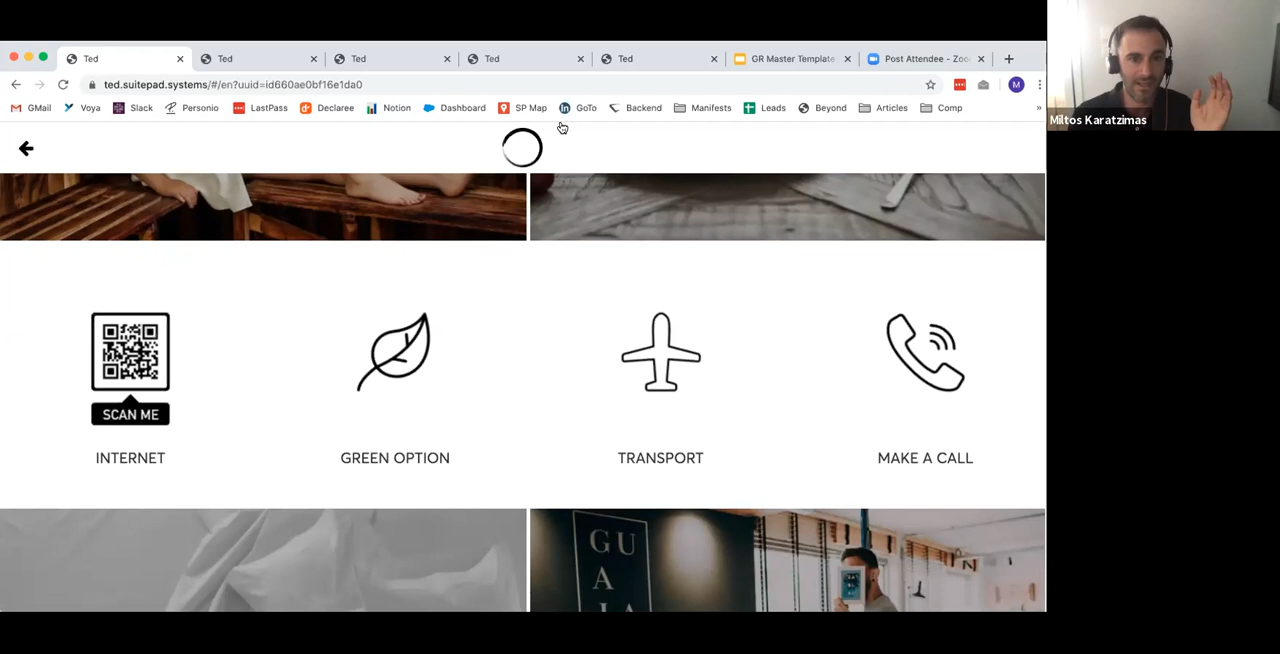 Ted Ted Ted Ted Ted GR Master Template Post Attendee - Zoo
ted.suitepad.systems/#/en?uuid=id660ae0bf16e1da0 M
GMail Voya Slack Personio LastPass Declaree Notion Dashboard SP Map GoTo Backend Manifests Leads Beyond Articles Comp »
Miltos Karatzimas
SCAN ME
INTERNET GREEN OPTION TRANSPORT MAKE A CALL
GU
A